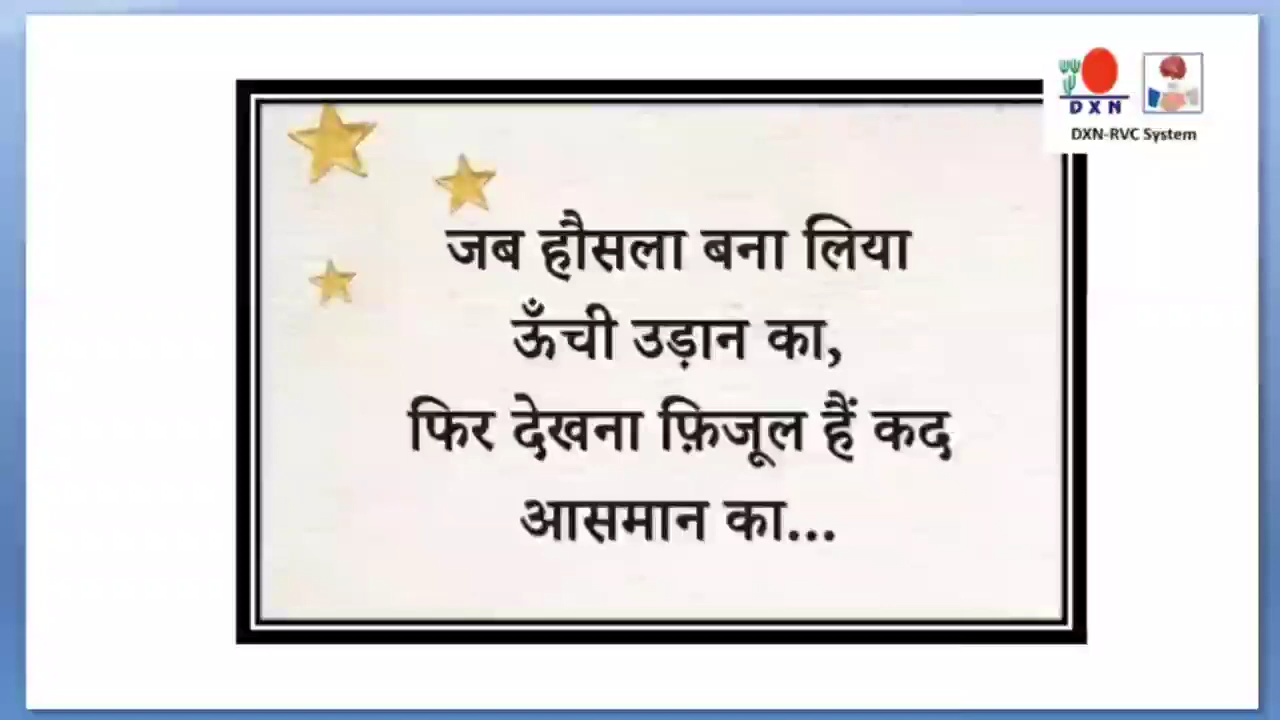 DXN
DXN-RVC System
जब हौसला बना लिया
ऊँची उड़ान का,
फिर देखना फ़िजूल हैं कद
आसमान का...